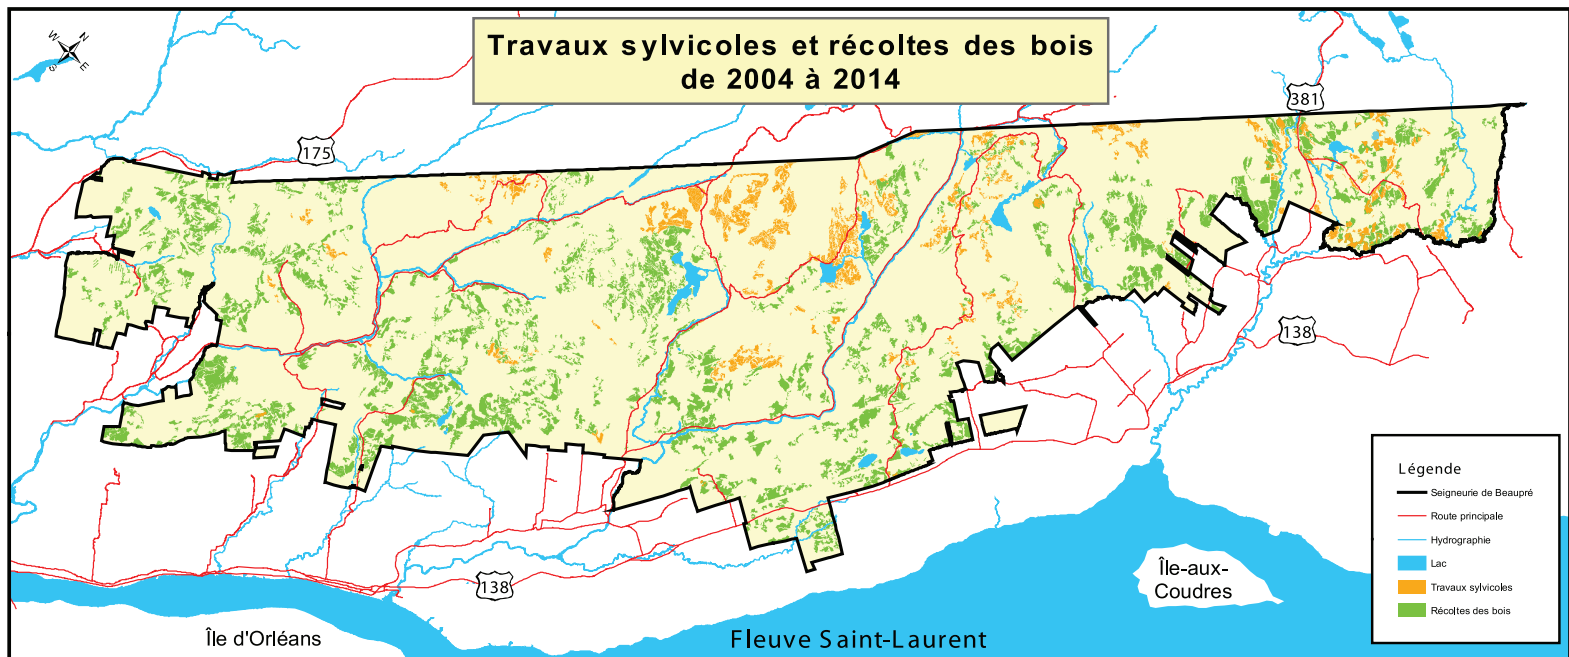 Travaux sylvicoles et récoltes des bois
de 2004 à 2014
N
W
E
S
381
175
138
138
Légende
Seigneurie de Beaupré
Route principale
Hydrographie
Lac
Travaux sylvicoles
Récoltes des bois
Île-aux-
Coudres
Île d'Orléans
Fleuve Saint-Laurent